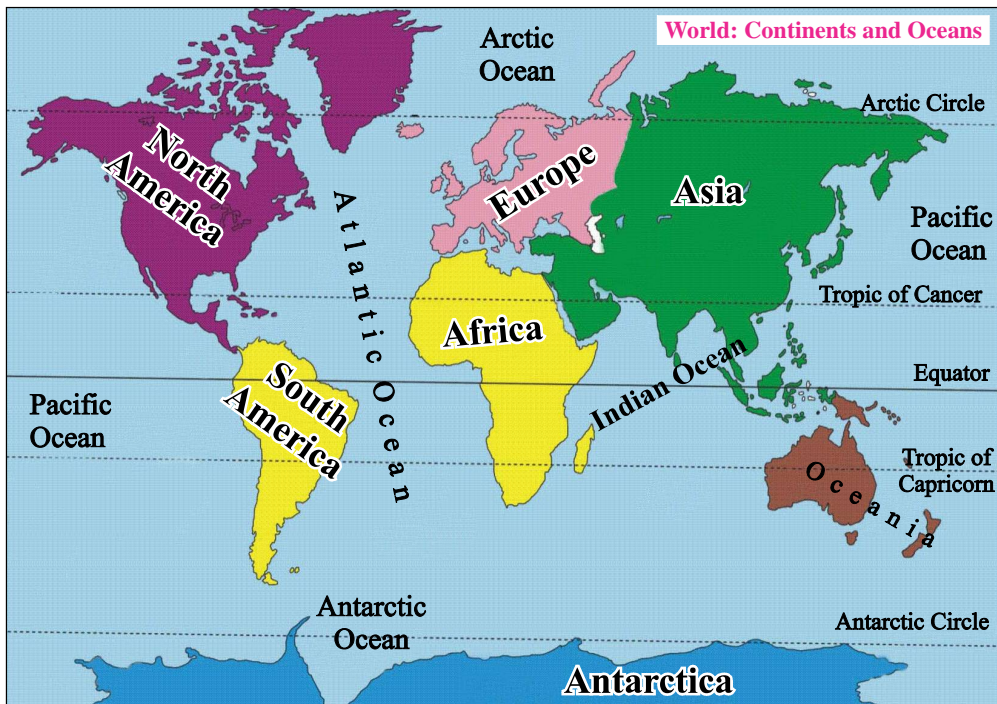 World: Continents and Oceans
Arctic
Ocean
Arctic Circle
North
America
Europe
Asia
Atlantic Ocean
Pacific
Ocean
Tropic of Cancer
Africa
Indian Ocean
Equator
South
America
Pacific
Ocean
Tropic of
Capricorn
Oceania
Antarctic
Ocean
Antarctic Circle
Antarctica